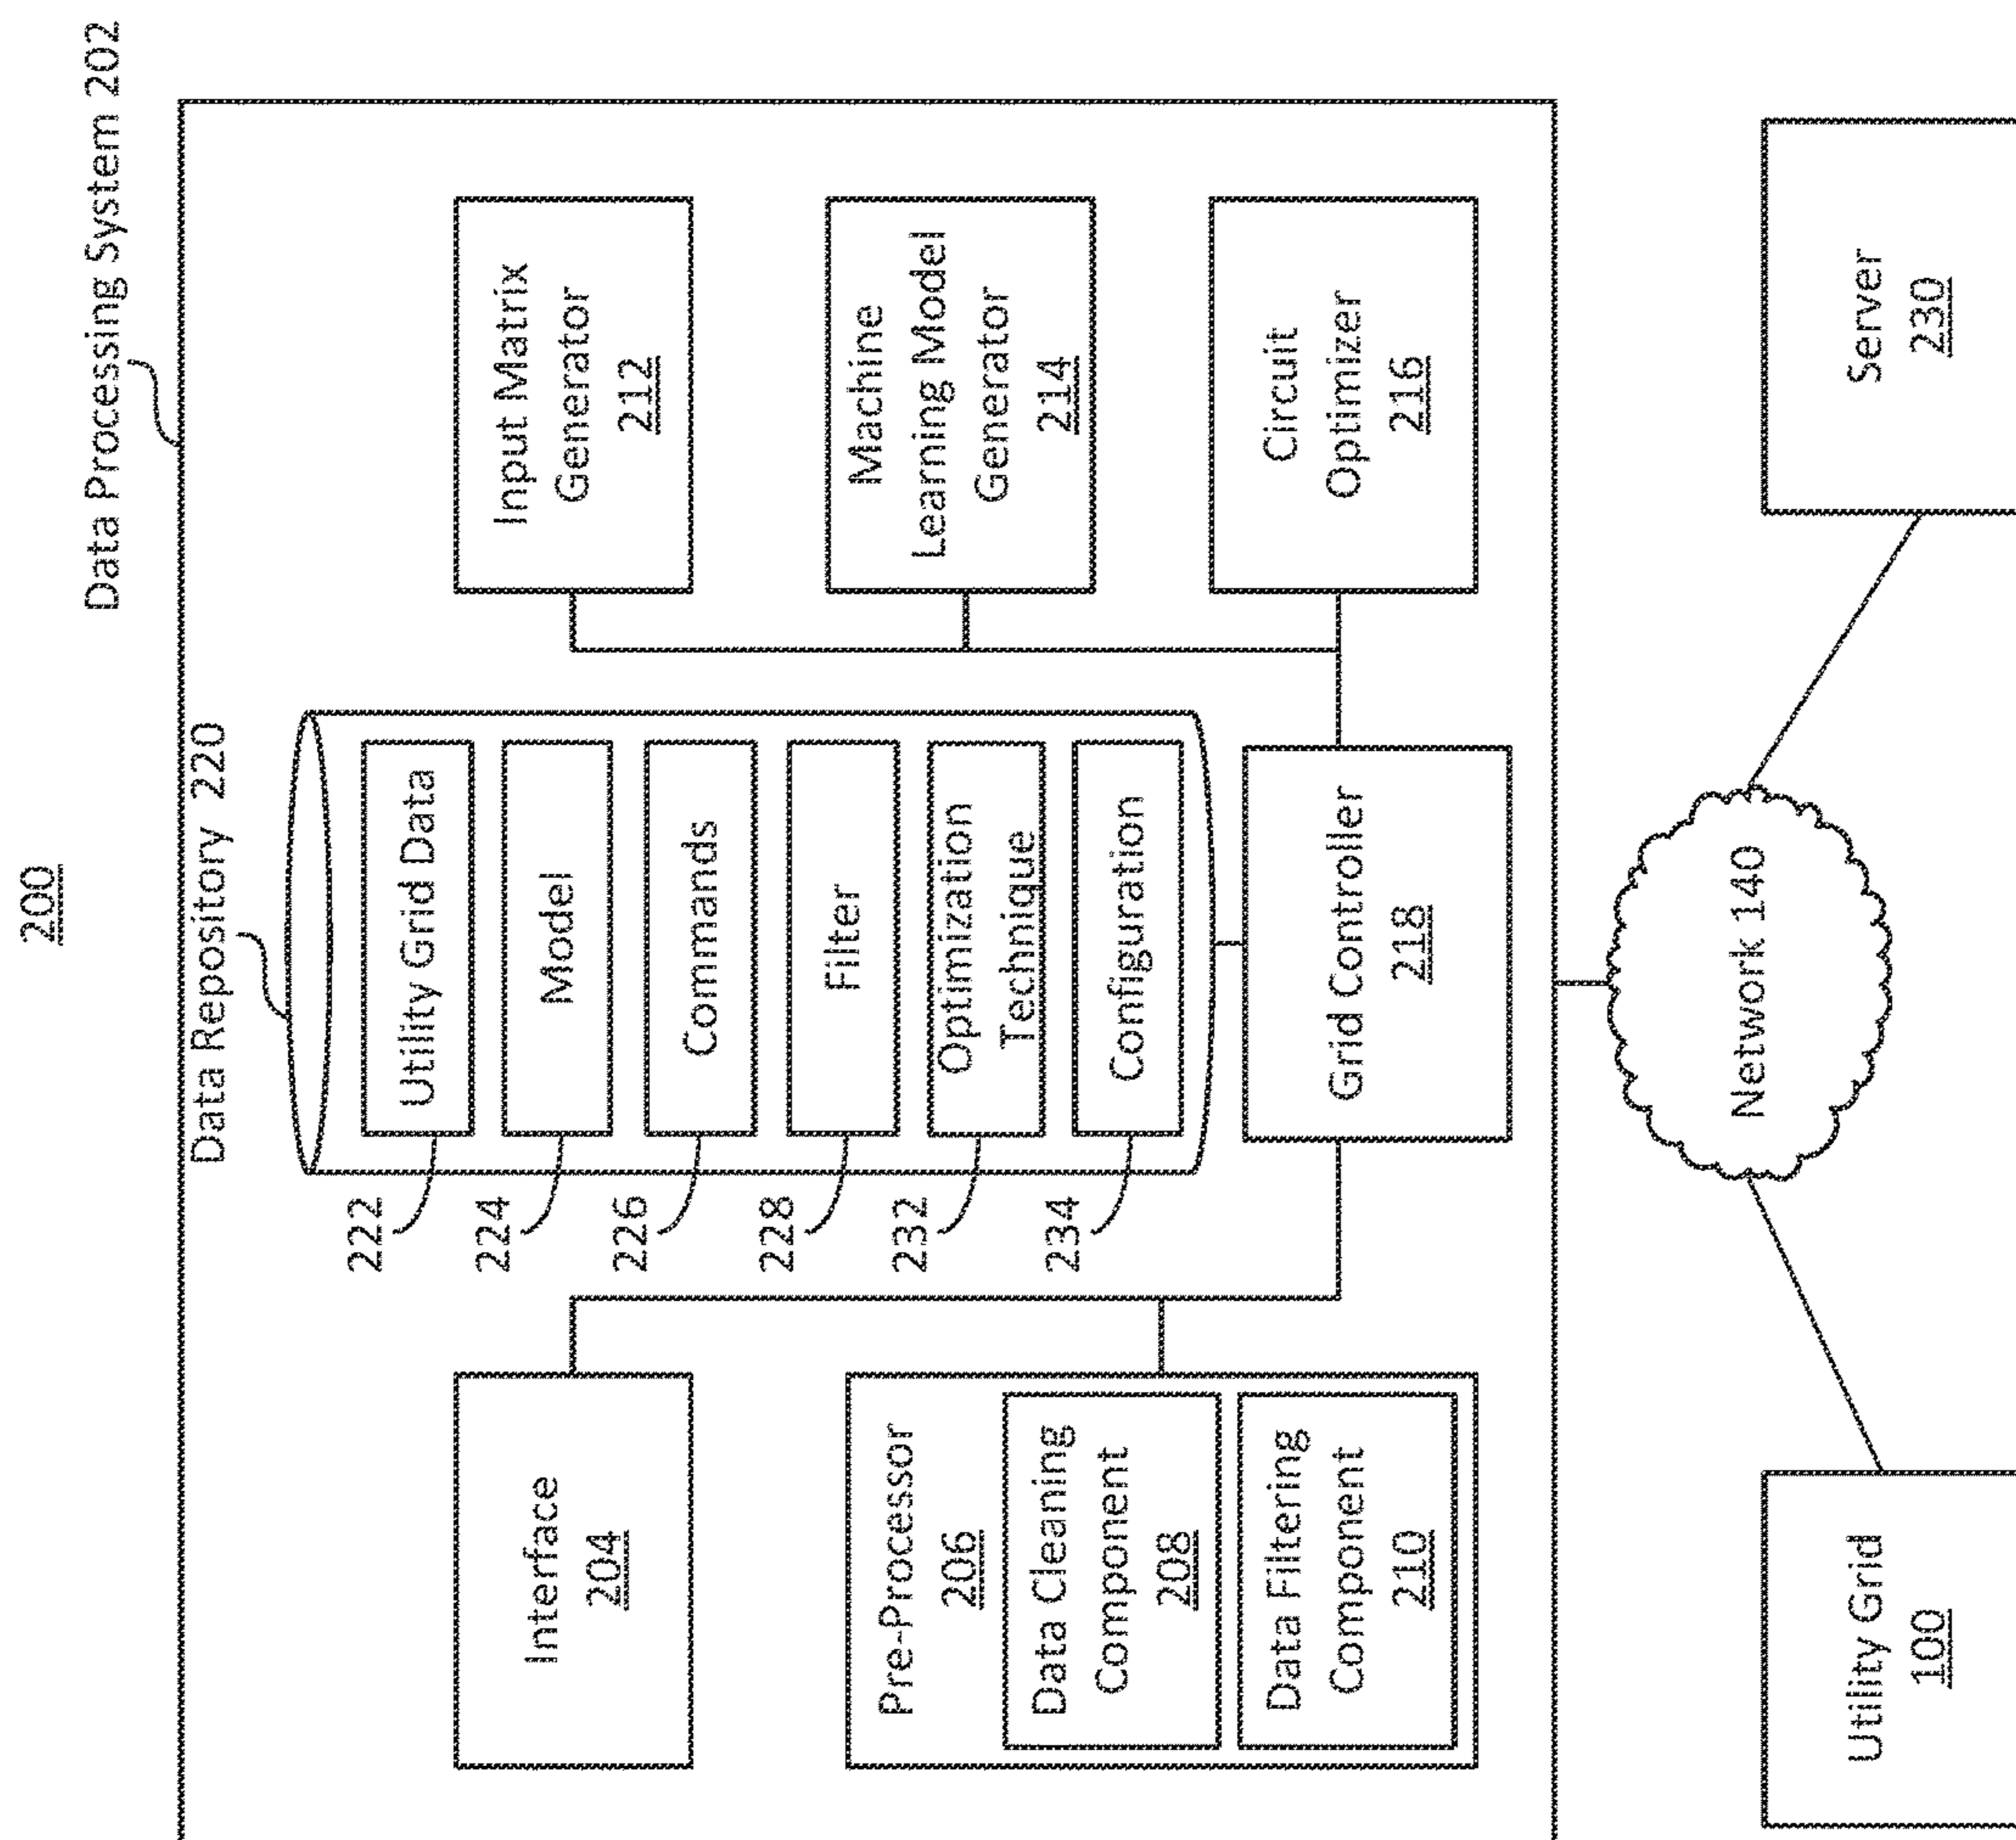 200
Data Processing System 202
Data Repository 220
Interface
204
Pre-Processor
206
Data Cleaning
Component
208
Data Filtering
Component
210
222
Utility Grid Data
224
Model
226
Commands
228
Filter
232
Optimization
Technique
234
Configuration
Grid Controller
218
Input Matrix
Generator
212
Machine
Learning Model
Generator
214
Circuit
Optimizer
216
Network 140
Utility Grid
100
Server
230